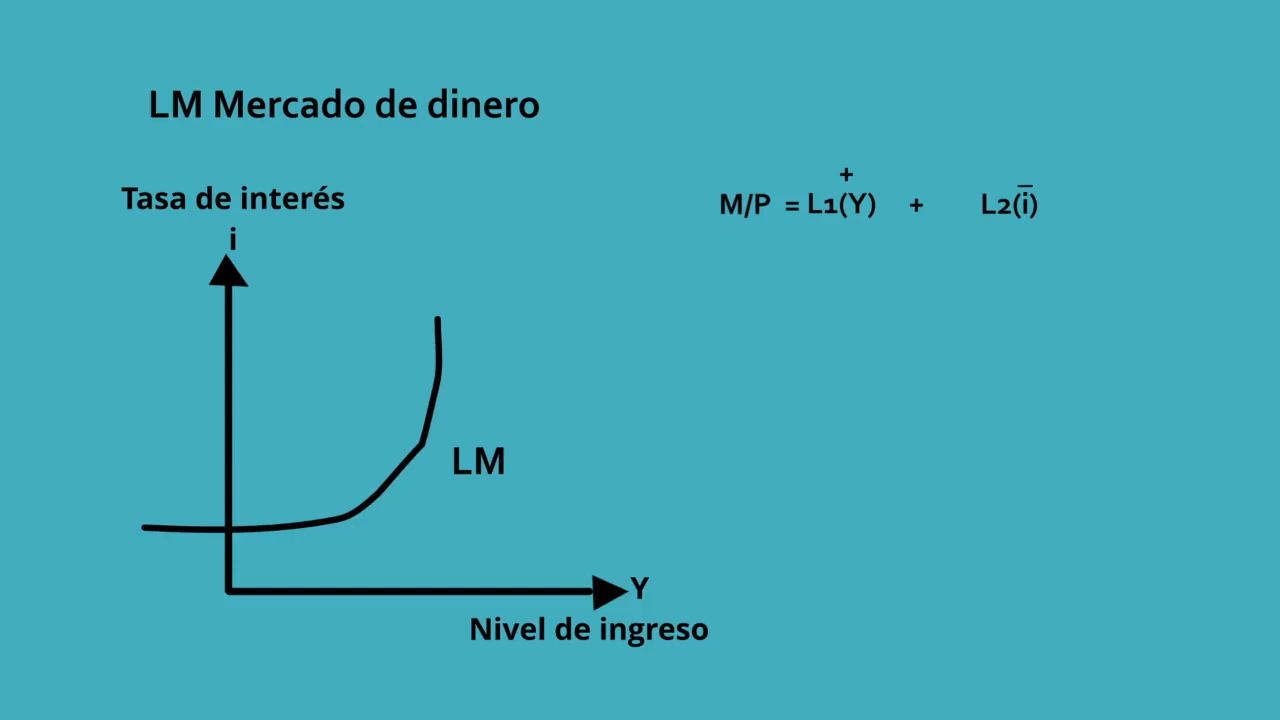 LM Mercado de dinero
Tasa de interés
i
+
M/P = L1(Y) + L2(i)
–
LM
Y
Nivel de ingreso